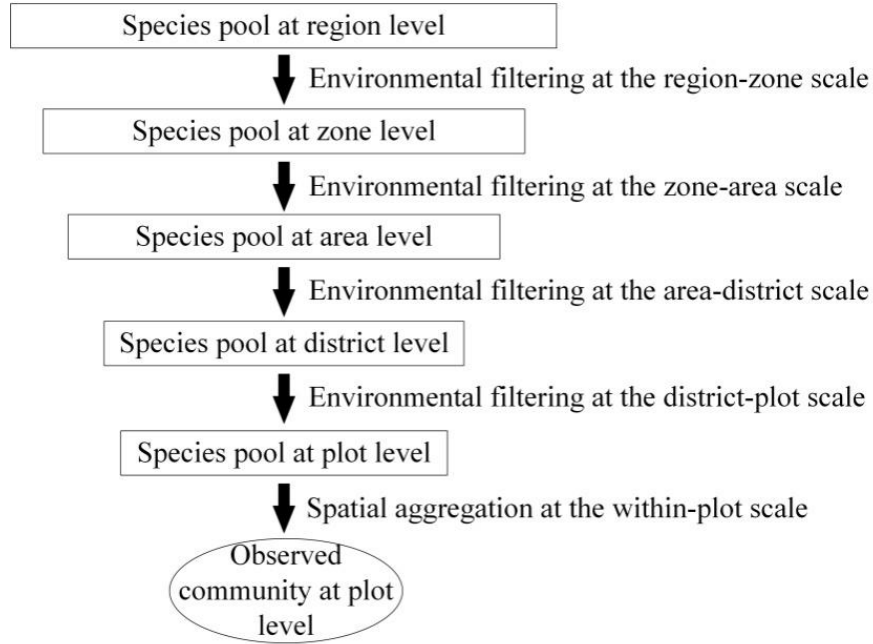 Species pool at region level
Environmental filtering at the region-zone scale
Species pool at zone level
Environmental filtering at the zone-area scale
Species pool at area level
Environmental filtering at the area-district scale
Species pool at district level
Environmental filtering at the district-plot scale
Species pool at plot level
Spatial aggregation at the within-plot scale
Observed
community at plot
level